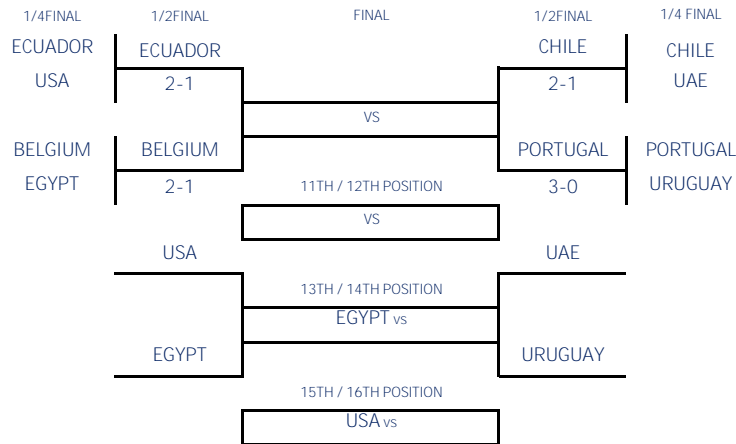 1/4FINAL 1/2FINAL FINAL 1/2FINAL 1/4 FINAL
ECUADOR ECUADOR CHILE CHILE
USA 2-1 2-1 UAE
VS
BELGIUM BELGIUM PORTUGAL PORTUGAL
EGYPT 2-1 11TH / 12TH POSITION 3-0 URUGUAY
VS
USA UAE
13TH / 14TH POSITION
EGYPT vs
EGYPT URUGUAY
15TH / 16TH POSITION
USA vs